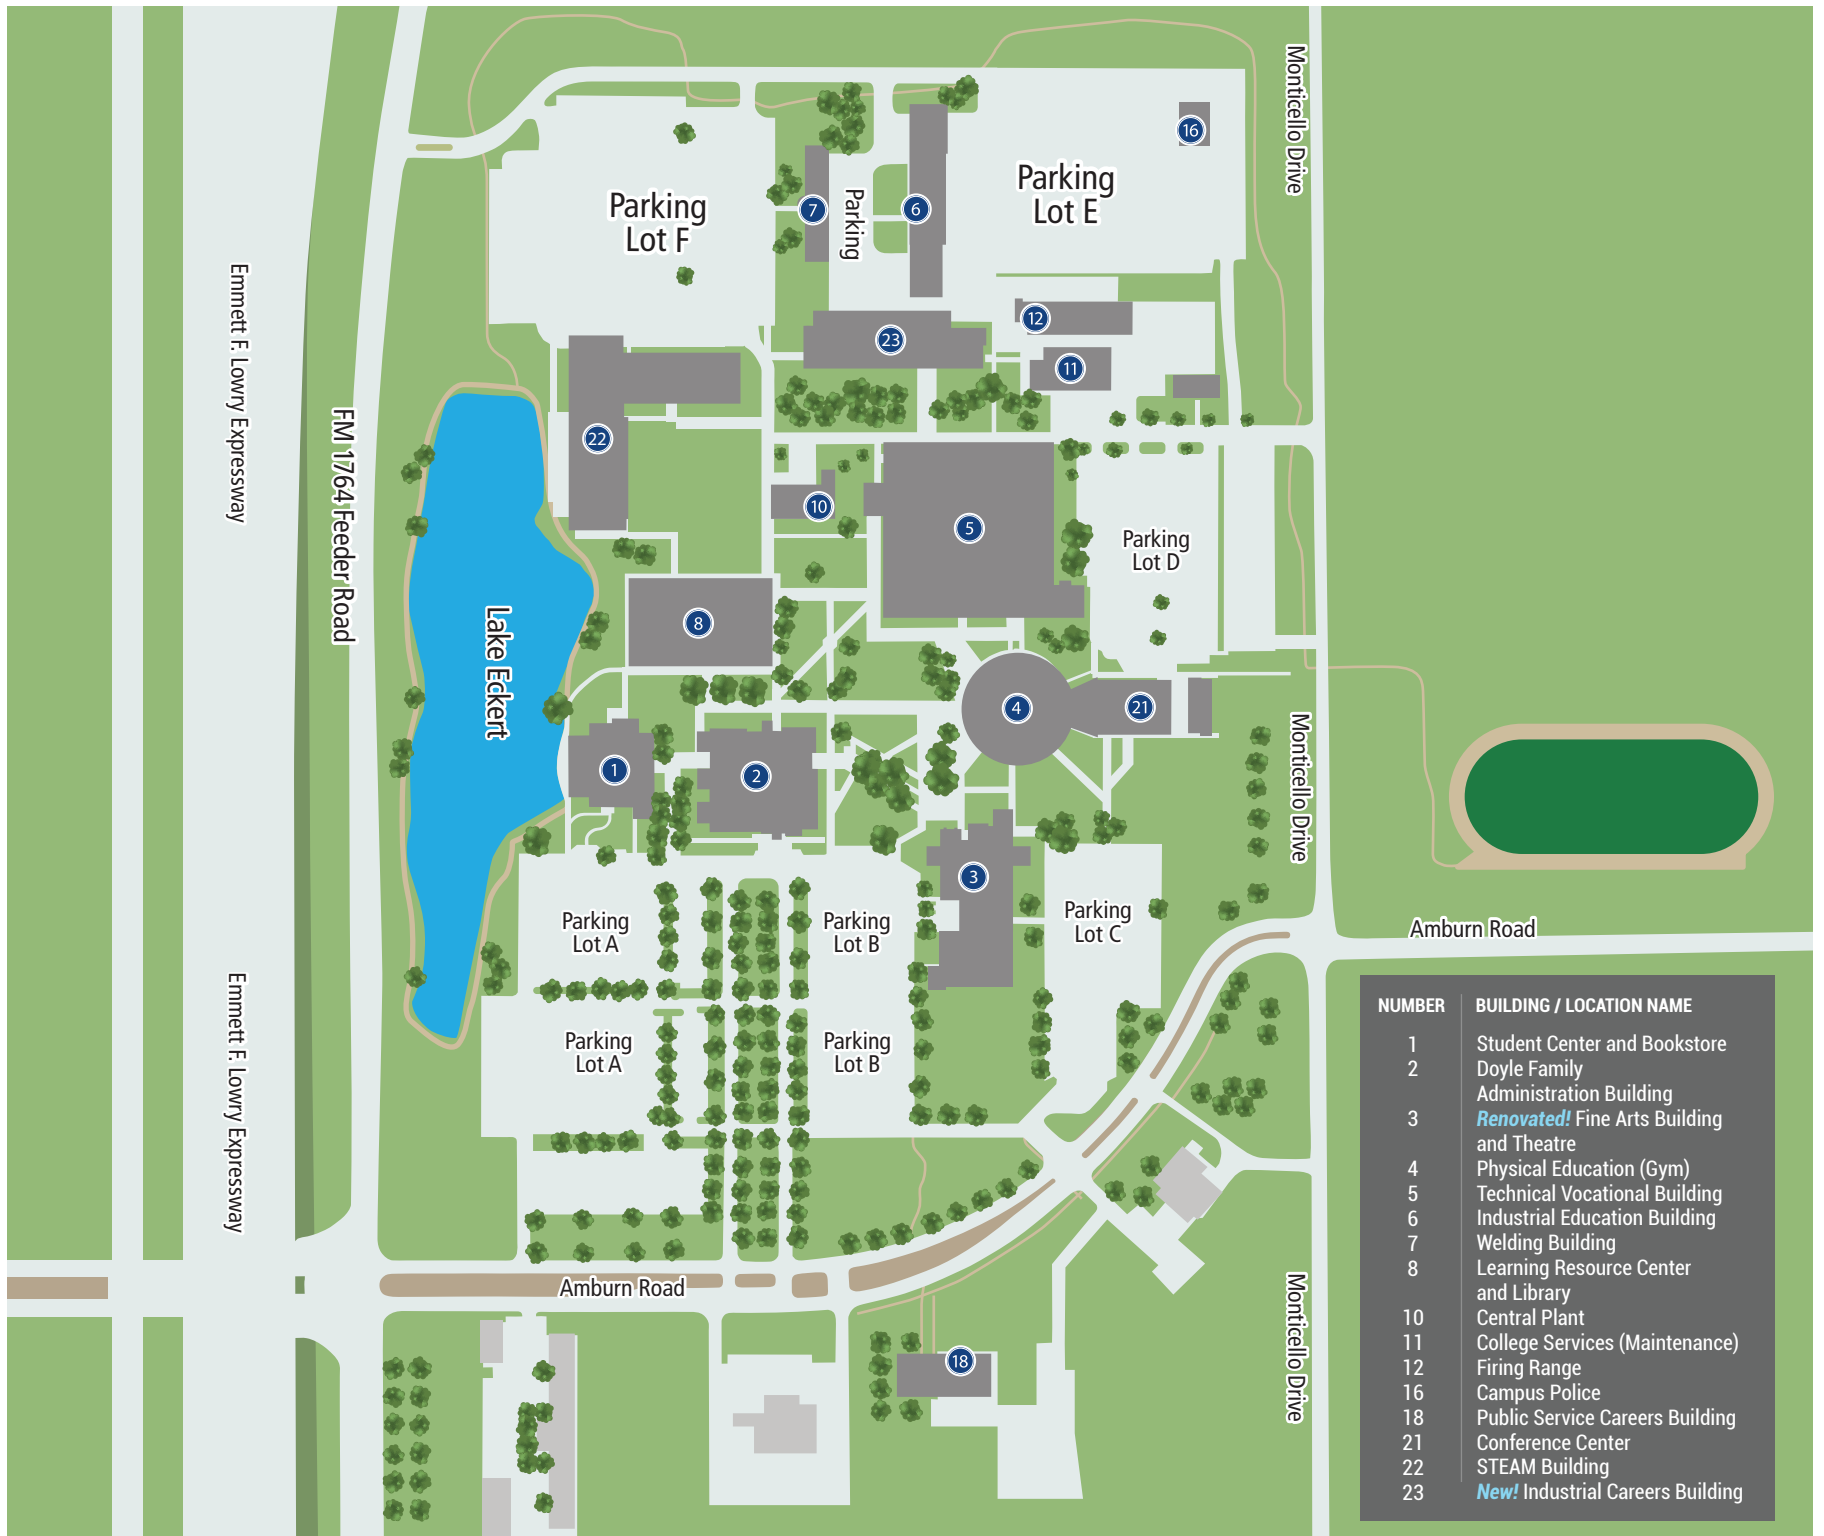 Monticello Drive
16
Parking
Lot E
Parking
Lot F
7
Parking
6
Emmett F. Lowry Expressway
12
23
11
FM 1764 Feeder Road
22
10
5
Parking
Lot D
Lake Eckert
8
4
21
Monticello Drive
1
2
3
Parking
Lot A
Parking
Lot B
Parking
Lot C
Amburn Road
Emmett F. Lowry Expressway
Parking
Lot A
Parking
Lot B
Amburn Road
Monticello Drive
18
NUMBER BUILDING / LOCATION NAME
1 Student Center and Bookstore
2 Doyle Family
Administration Building
3 Renovated! Fine Arts Building
and Theatre
4 Physical Education (Gym)
5 Technical Vocational Building
6 Industrial Education Building
7 Welding Building
8 Learning Resource Center
and Library
10 Central Plant
11 College Services (Maintenance)
12 Firing Range
16 Campus Police
18 Public Service Careers Building
21 Conference Center
22 STEAM Building
23 New! Industrial Careers Building